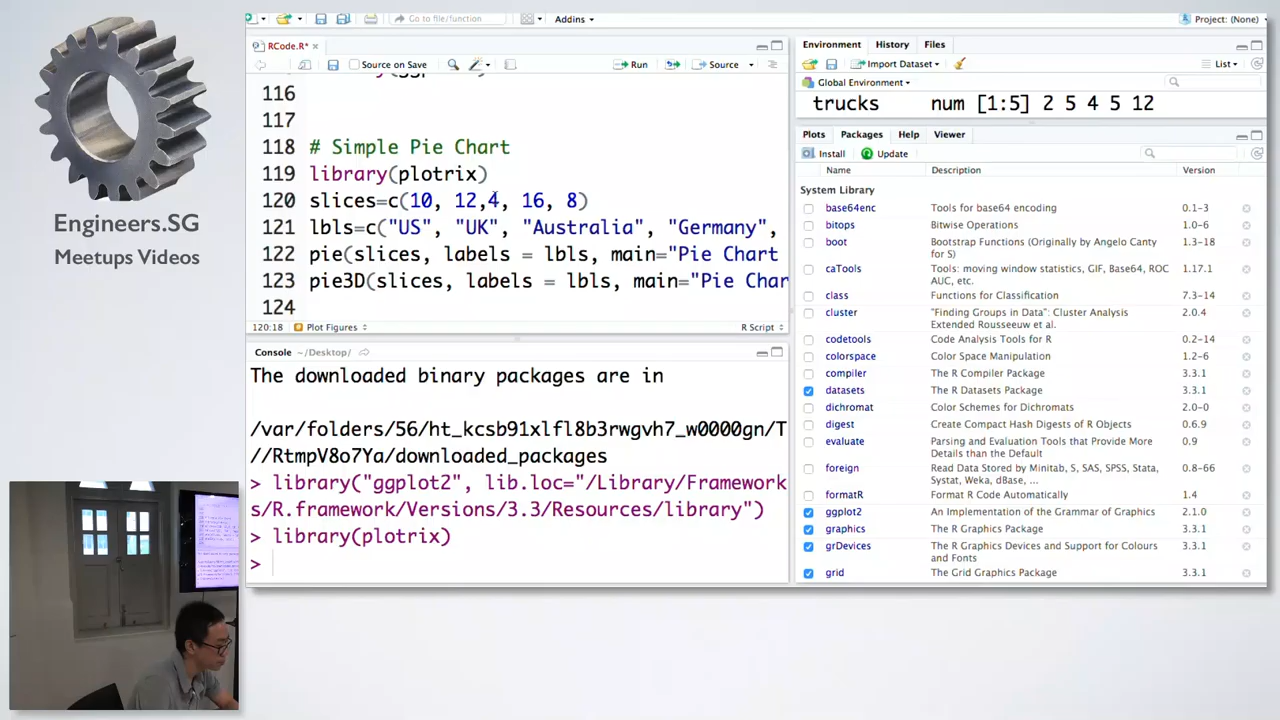 Engineers.SG
Meetups Videos
Go to file/function
Addins
Project: (None)
RCode.R*
Source on Save
Run
Source
116
117
118 # Simple Pie Chart
119 library(plotrix)
120 slices=c(10, 12,4, 16, 8)
121 lbls=c("US", "UK", "Australia", "Germany",
122 pie(slices, labels = lbls, main="Pie Chart
123 pie3D(slices, labels = lbls, main="Pie Char
124
120:18 Plot Figures R Script
Console ~/Desktop/
The downloaded binary packages are in
/var/folders/56/ht_kcsb91xlfl8b3rwgvh7_w0000gn/T
//RtmpV8o7Ya/downloaded_packages
> library("ggplot2", lib.loc="/Library/Framework
s/R.framework/Versions/3.3/Resources/library")
> library(plotrix)
>
Environment History Files
Import Dataset
List
Global Environment
trucks num [1:5] 2 5 4 5 12
Plots Packages Help Viewer
Install Update
Name Description Version
System Library
base64enc Tools for base64 encoding 0.1-3
bitops Bitwise Operations 1.0-6
boot Bootstrap Functions (Originally by Angelo Canty 1.3-18
for S)
caTools Tools: moving window statistics, GIF, Base64, ROC 1.17.1
AUC, etc.
class Functions for Classification 7.3-14
cluster "Finding Groups in Data": Cluster Analysis 2.0.4
Extended Rousseeuw et al.
codetools Code Analysis Tools for R 0.2-14
colorspace Color Space Manipulation 1.2-6
compiler The R Compiler Package 3.3.1
datasets The R Datasets Package 3.3.1
dichromat Color Schemes for Dichromats 2.0-0
digest Create Compact Hash Digests of R Objects 0.6.9
evaluate Parsing and Evaluation Tools that Provide More 0.9
Details than the Default
foreign Read Data Stored by Minitab, S, SAS, SPSS, Stata, 0.8-66
Systat, Weka, dBase, ...
formatR Format R Code Automatically 1.4
ggplot2 An Implementation of the Grammar of Graphics 2.1.0
graphics The R Graphics Package 3.3.1
grDevices The R Graphics Devices and Support for Colours 3.3.1
and Fonts
grid The Grid Graphics Package 3.3.1